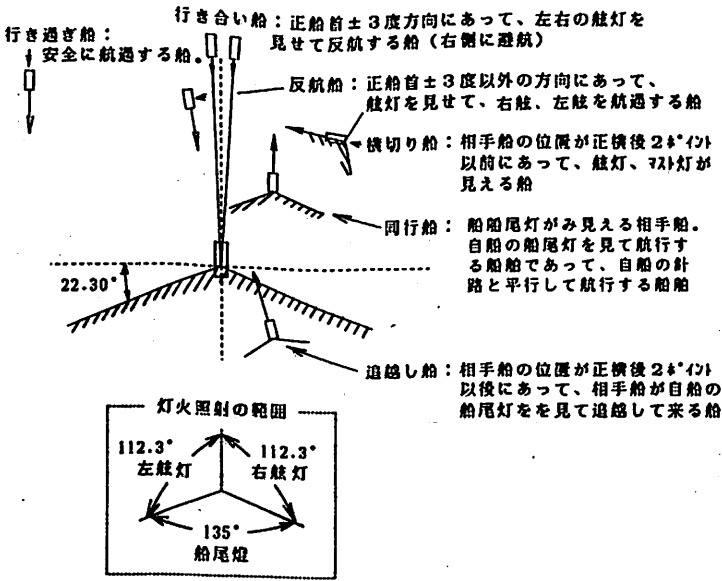 行き合い船：正船首±３度方向にあって、左右の舷灯を
見せて反航する船（右側に避航）
行き過ぎ船：
安全に航過する船。
反航船：正船首±３度以外の方向にあって、
舷灯を見せて、右舷、左舷を航過する船
横切り船：相手船の位置が正横後２ﾎﾟｲﾝﾄ
以前にあって、舷灯、ﾏｽﾄ灯が
見える船
同行船：船船尾灯がみ見える相手船。
自船の船尾灯を見て航行す
る船舶であって、自船の針
路と平行して航行する船舶
22.30°
追越し船：相手船の位置が正横後２ﾎﾟｲﾝﾄ
以後にあって、相手船が自船の
船尾灯をを見て追越して来る船
灯火照射の範囲
112.3°
左舷灯
112.3°
右舷灯
135°
船尾燈